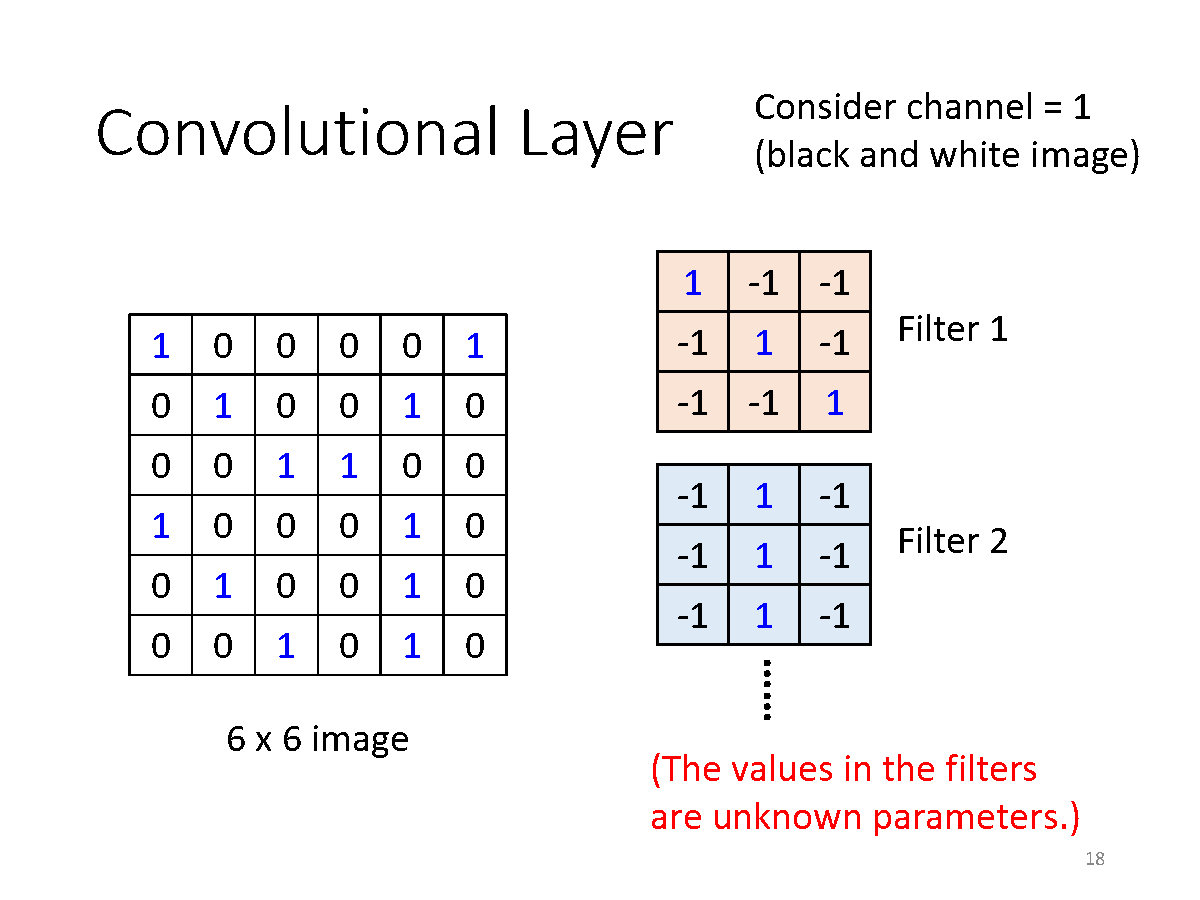 Convolutional Layer
Consider channel = 1
(black and white image)
1 0 0 0 0 1
0 1 0 0 1 0
0 0 1 1 0 0
1 0 0 0 1 0
0 1 0 0 1 0
0 0 1 0 1 0
6 x 6 image
1 -1 -1
-1 1 -1
-1 -1 1
Filter 1
-1 1 -1
-1 1 -1
-1 1 -1
Filter 2
(The values in the filters
are unknown parameters.)
18